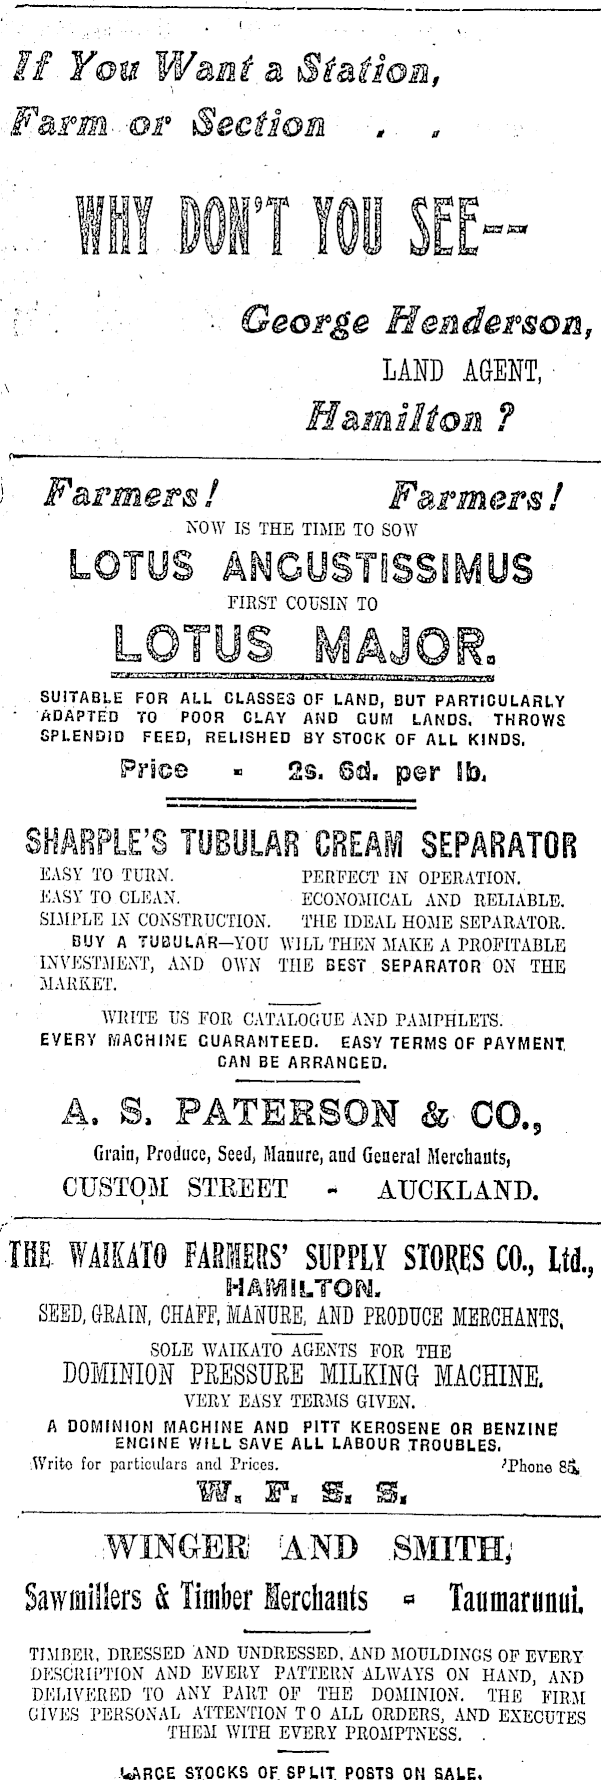 If You Want a Station,
Farm or Section . .
WHY DON'T YOU SEE--
George Henderson,
LAND AGENT,
Hamilton ?
Farmers! Farmers!
NOW IS THE TIME TO SOW
LOTUS ANGUSTISSIMUS
FIRST COUSIN TO
LOTUS MAJOR.
SUITABLE FOR ALL CLASSES OF LAND, BUT PARTICULARLY
ADAPTED TO POOR CLAY AND GUM LANDS. THROWS
SPLENDID FEED, RELISHED BY STOCK OF ALL KINDS.
Price - 2s. 6d. per lb.
SHARPLE'S TUBULAR CREAM SEPARATOR
EASY TO TURN. PERFECT IN OPERATION.
EASY TO CLEAN. ECONOMICAL AND RELIABLE.
SIMPLE IN CONSTRUCTION. THE IDEAL HOME SEPARATOR.
BUY A TUBULAR—YOU WILL THEN MAKE A PROFITABLE
INVESTMENT, AND OWN THE BEST SEPARATOR ON THE
MARKET.
WRITE US FOR CATALOGUE AND PAMPHLETS.
EVERY MACHINE GUARANTEED. EASY TERMS OF PAYMENT
CAN BE ARRANGED.
A. S. PATERSON & CO.,
Grain, Produce, Seed, Manure, and General Merchants,
CUSTOM STREET - AUCKLAND.
THE WAIKATO FARMERS' SUPPLY STORES CO., Ltd.,
HAMILTON.
SEED, GRAIN, CHAFF, MANURE, AND PRODUCE MERCHANTS.
SOLE WAIKATO AGENTS FOR THE
DOMINION PRESSURE MILKING MACHINE.
VERY EASY TERMS GIVEN.
A DOMINION MACHINE AND PITT KEROSENE OR BENZINE
ENGINE WILL SAVE ALL LABOUR TROUBLES.
Write for particulars and Prices. 'Phone 85.
W. F. S. S.
WINGER AND SMITH,
Sawmillers & Timber Merchants - Taumarunui.
TIMBER, DRESSED AND UNDRESSED, AND MOULDINGS OF EVERY
DESCRIPTION AND EVERY PATTERN ALWAYS ON HAND, AND
DELIVERED TO ANY PART OF THE DOMINION. THE FIRM
GIVES PERSONAL ATTENTION TO ALL ORDERS, AND EXECUTES
THEM WITH EVERY PROMPTNESS.
LARGE STOCKS OF SPLIT POSTS ON SALE.